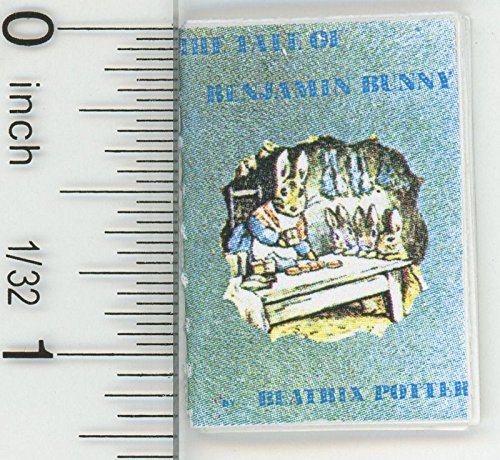 0
inch
1/32
1
THE TALE OF
BENJAMIN BUNNY
BY BEATRIX POTTER